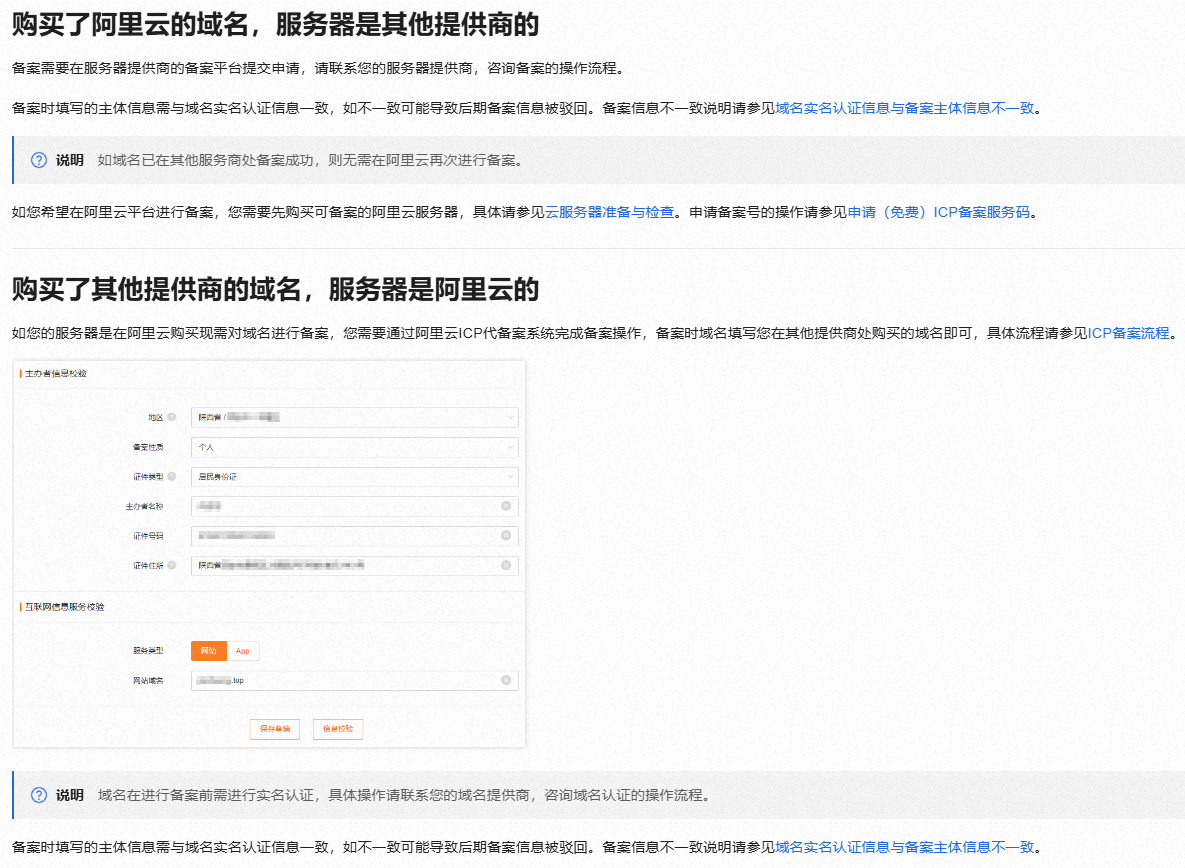 购买了阿里云的域名，服务器是其他提供商的
备案需要在服务器提供商的备案平台提交申请，请联系您的服务器提供商，咨询备案的操作流程。
备案时填写的主体信息需与域名实名认证信息一致，如不一致可能导致后期备案信息被驳回。备案信息不一致说明请参见域名实名认证信息与备案主体信息不一致。
说明 如域名已在其他服务商处备案成功，则无需在阿里云再次进行备案。
如您希望在阿里云平台进行备案，您需要先购买可备案的阿里云服务器，具体请参见云服务器准备与检查。申请备案号的操作请参见申请（免费）ICP备案服务码。
购买了其他提供商的域名，服务器是阿里云的
如您的服务器是在阿里云购买现需对域名进行备案，您需要通过阿里云ICP代备案系统完成备案操作，备案时域名填写您在其他提供商处购买的域名即可，具体流程请参见ICP备案流程。
主办者信息校验
地区 陕西省 /
备案性质 个人
证件类型 居民身份证
主办者名称
证件号码
证件住所 陕西省
互联网信息服务校验
服务类型 网站 App
网站域名 .top
保存草稿 信息校验
说明 域名在进行备案前需进行实名认证，具体操作请联系您的域名提供商，咨询域名认证的操作流程。
备案时填写的主体信息需与域名实名认证信息一致，如不一致可能导致后期备案信息被驳回。备案信息不一致说明请参见域名实名认证信息与备案主体信息不一致。